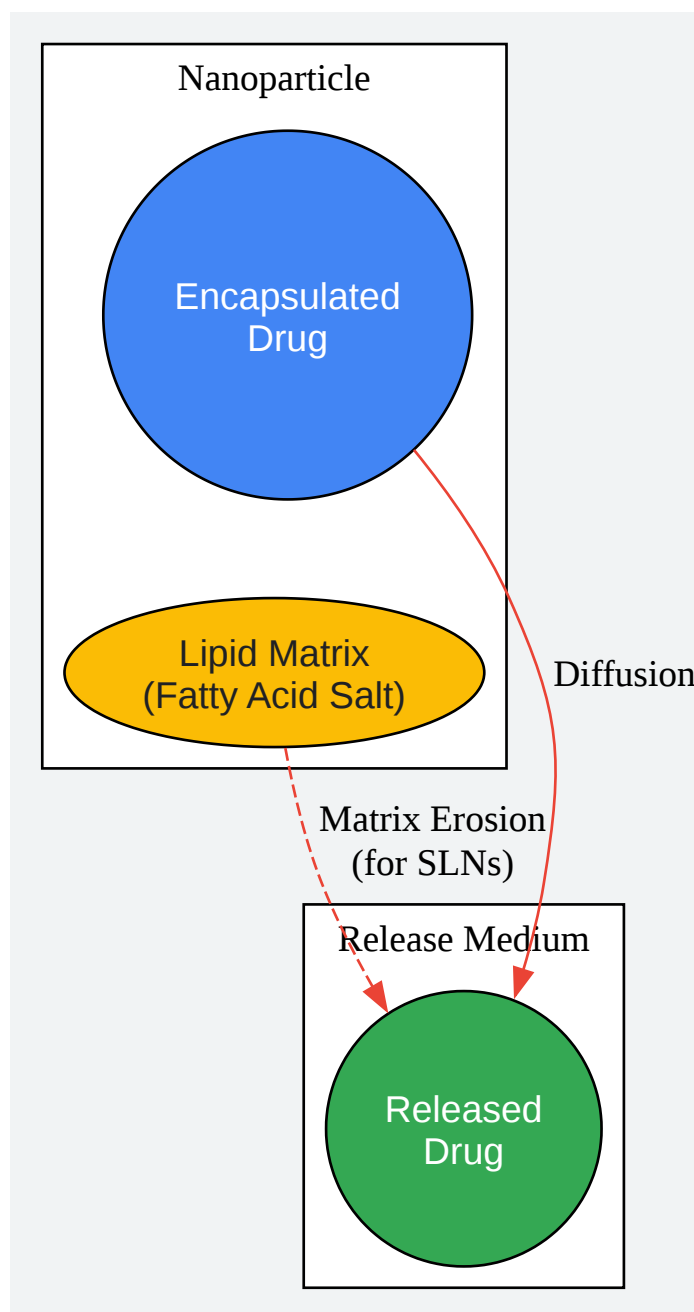 Nanoparticle
Encapsulated
Drug
Lipid Matrix
(Fatty Acid Salt)
Diffusion
Matrix Erosion
(for SLNs)
Release Medium
Released
Drug